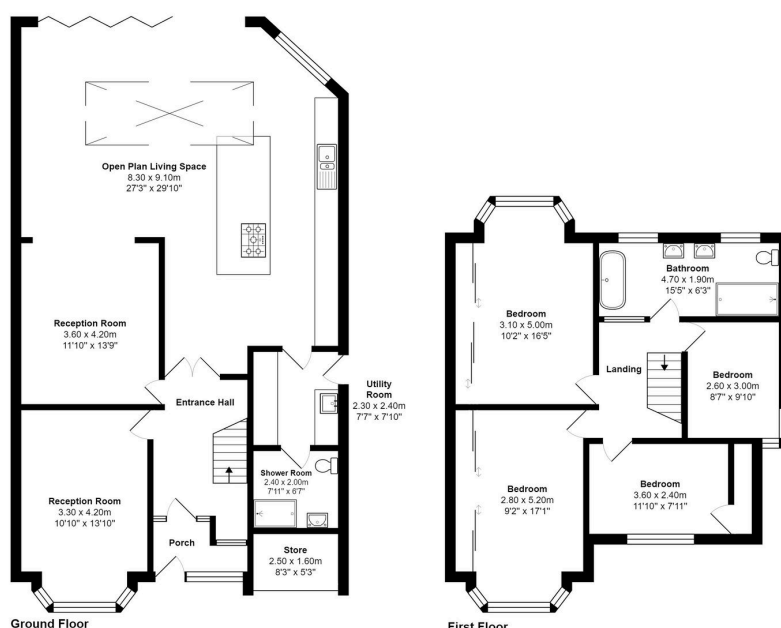 Open Plan Living Space
8.30 x 9.10m
27'3" x 29'10"
Reception Room
3.60 x 4.20m
11'10" x 13'9"
Entrance Hall
Utility
Room
2.30 x 2.40m
7'7" x 7'10"
Reception Room
3.30 x 4.20m
10'10" x 13'10"
Shower Room
2.40 x 2.00m
7'11" x 6'7"
Porch
Store
2.50 x 1.60m
8'3" x 5'3"
Ground Floor
Bathroom
4.70 x 1.90m
15'5" x 6'3"
Bedroom
3.10 x 5.00m
10'2" x 16'5"
Landing
Bedroom
2.60 x 3.00m
8'7" x 9'10"
Bedroom
2.80 x 5.20m
9'2" x 17'1"
Bedroom
3.60 x 2.40m
11'10" x 7'11"
First Floor